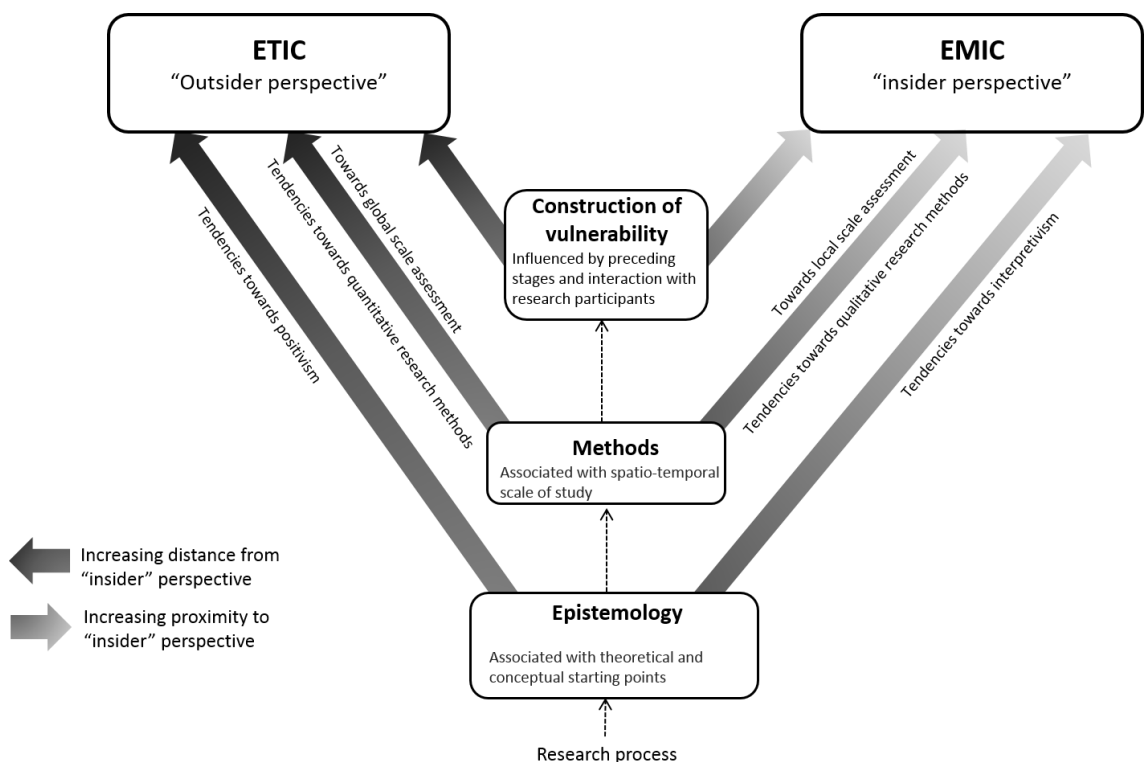 ETIC
“Outsider perspective”
EMIC
“insider perspective”
Construction of
vulnerability
Influenced by preceding
stages and interaction with
research participants
Towards global scale assessment
Tendencies towards quantitative research methods
Tendencies towards positivism
Towards local scale assessment
Tendencies towards qualitative research methods
Tendencies towards interpretivism
Methods
Associated with spatio-temporal
scale of study
Increasing distance from
“insider” perspective
Increasing proximity to
“insider” perspective
Epistemology
Associated with theoretical and
conceptual starting points
Research process